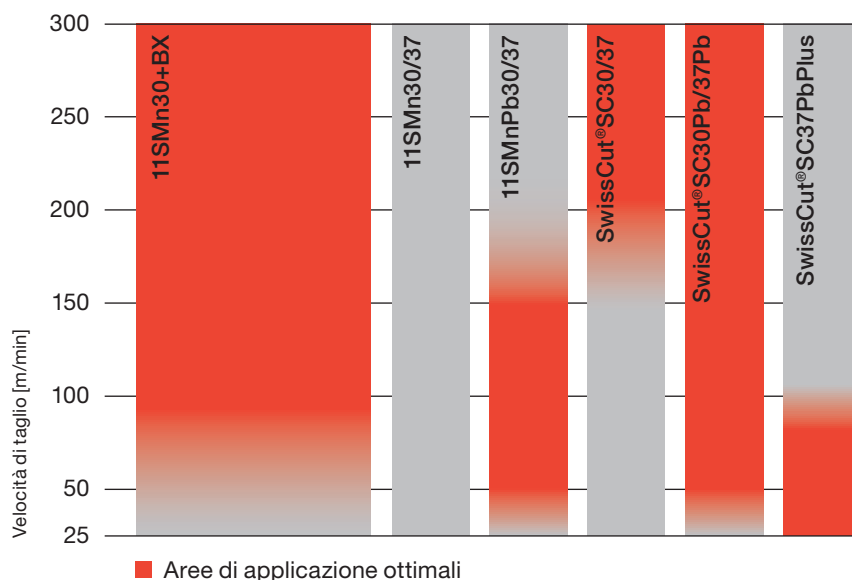 300
250
200
150
100
50
25
Velocità di taglio [m/min]
11SMn30+BX
11SMn30/37
11SMnPb30/37
SwissCut®SC30/37
SwissCut®SC30Pb/37Pb
SwissCut®SC37PbPlus
Aree di applicazione ottimali